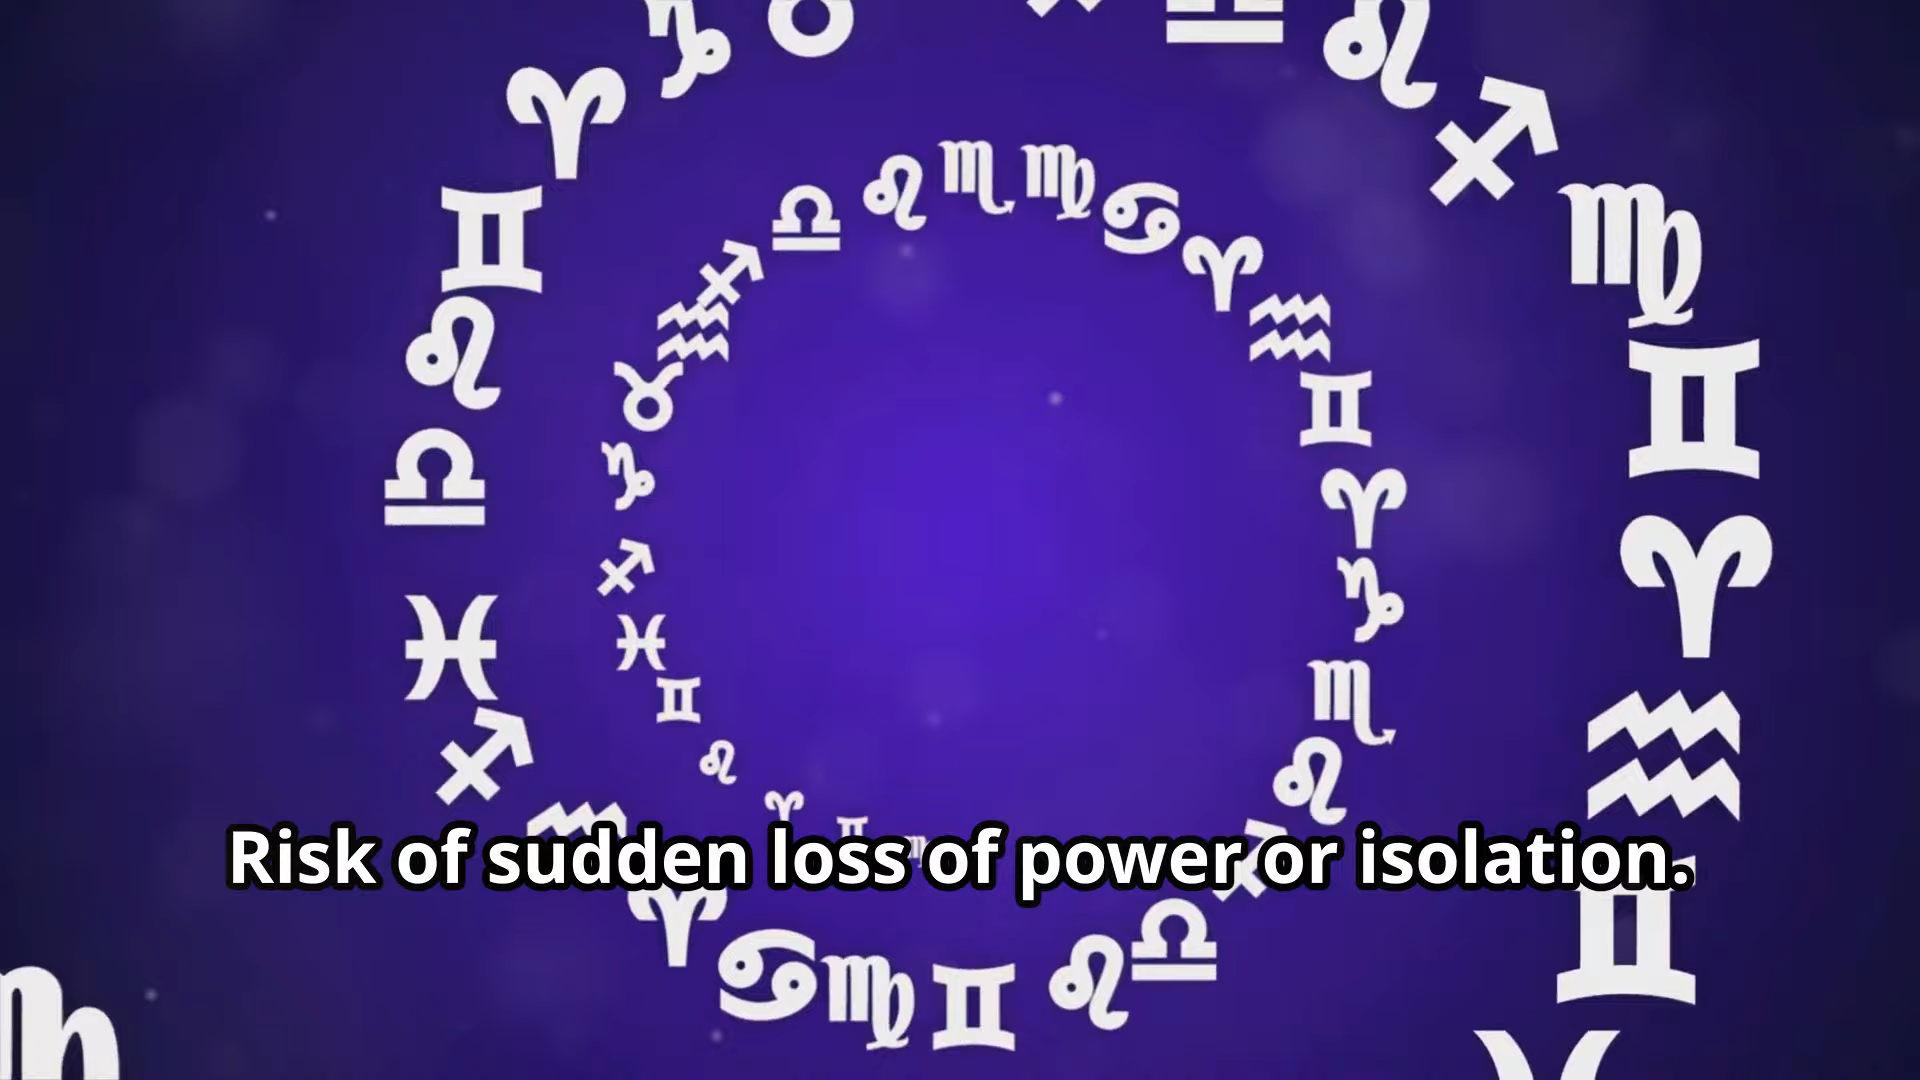 Risk of sudden loss of power or isolation.